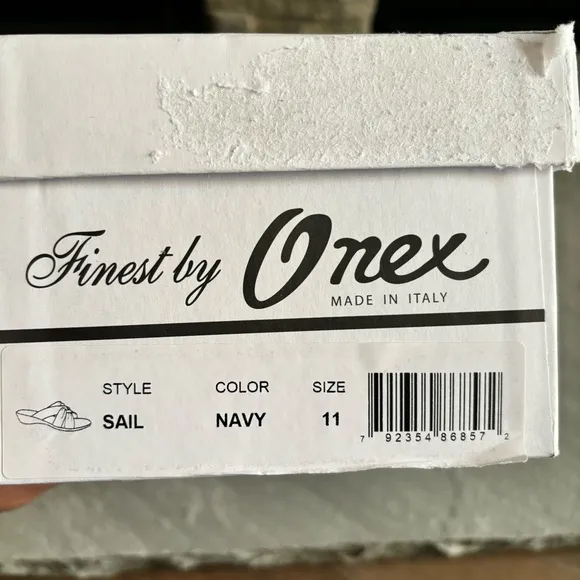 Finest by Onex
MADE IN ITALY
STYLE COLOR SIZE
SAIL NAVY 11
7 92354 86857 2